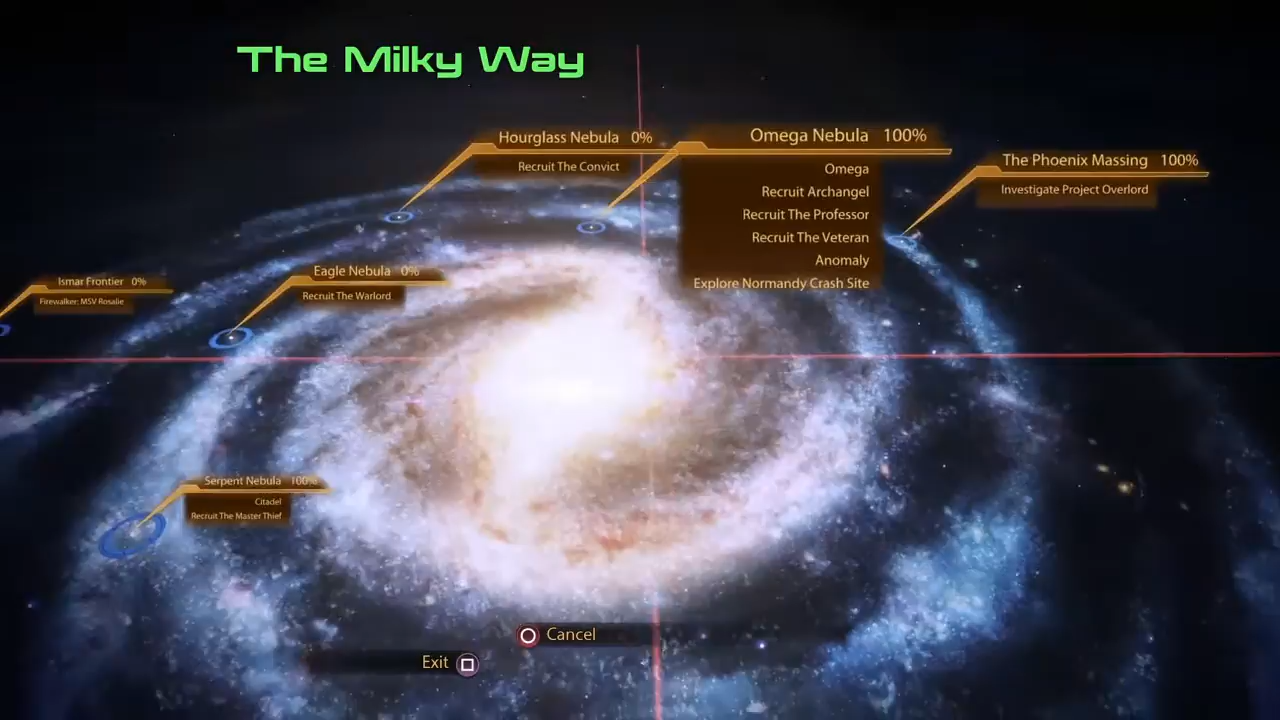 The Milky Way
Hourglass Nebula 0%
Recruit The Convict
Omega Nebula 100%
Omega
Recruit Archangel
Recruit The Professor
Recruit The Veteran
Anomaly
Explore Normandy Crash Site
The Phoenix Massing 100%
Investigate Project Overlord
Ismar Frontier 0%
Firewalker: MSV Rosalie
Eagle Nebula 0%
Recruit The Warlord
Serpent Nebula 100%
Citadel
Recruit The Master Thief
Cancel
Exit